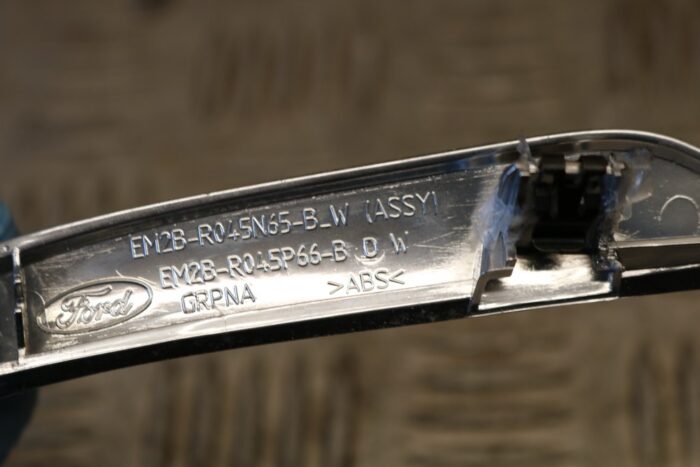 EM2B-R045N65-B_W (ASSY)
EM2B-R045P66-B D W
Ford GRPNA >ABS<